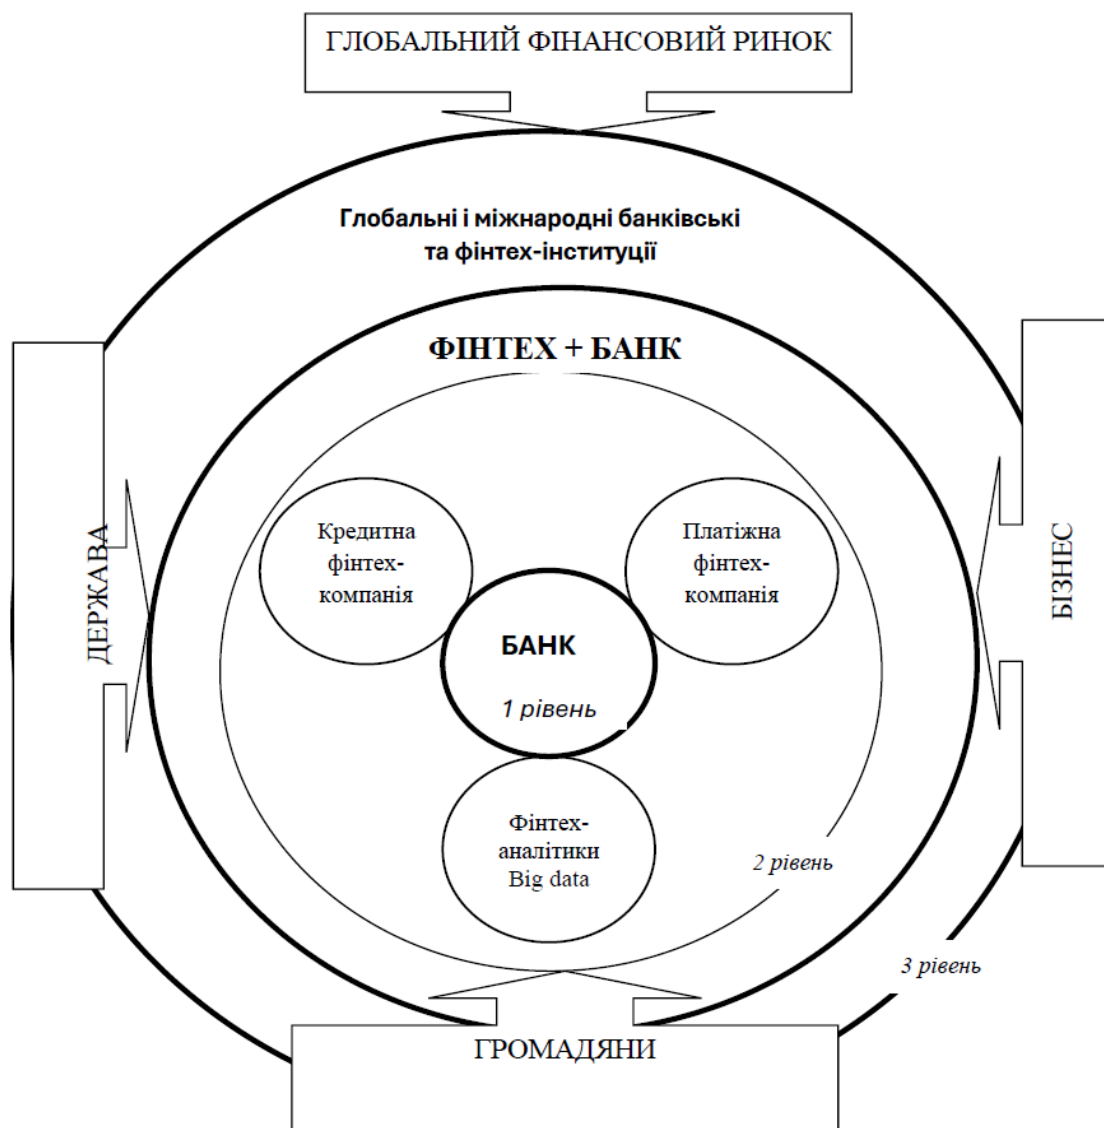 ГЛОБАЛЬНИЙ ФІНАНСОВИЙ РИНОК
Глобальні і міжнародні банківські
та фінтех-інституції
ФІНТЕХ + БАНК
Кредитна
фінтех-
компанія
Платіжна
фінтех-
компанія
ДЕРЖАВА
БІЗНЕС
БАНК
1 рівень
Фінтех-
аналітики
Big data
2 рівень
3 рівень
ГРОМАДЯНИ